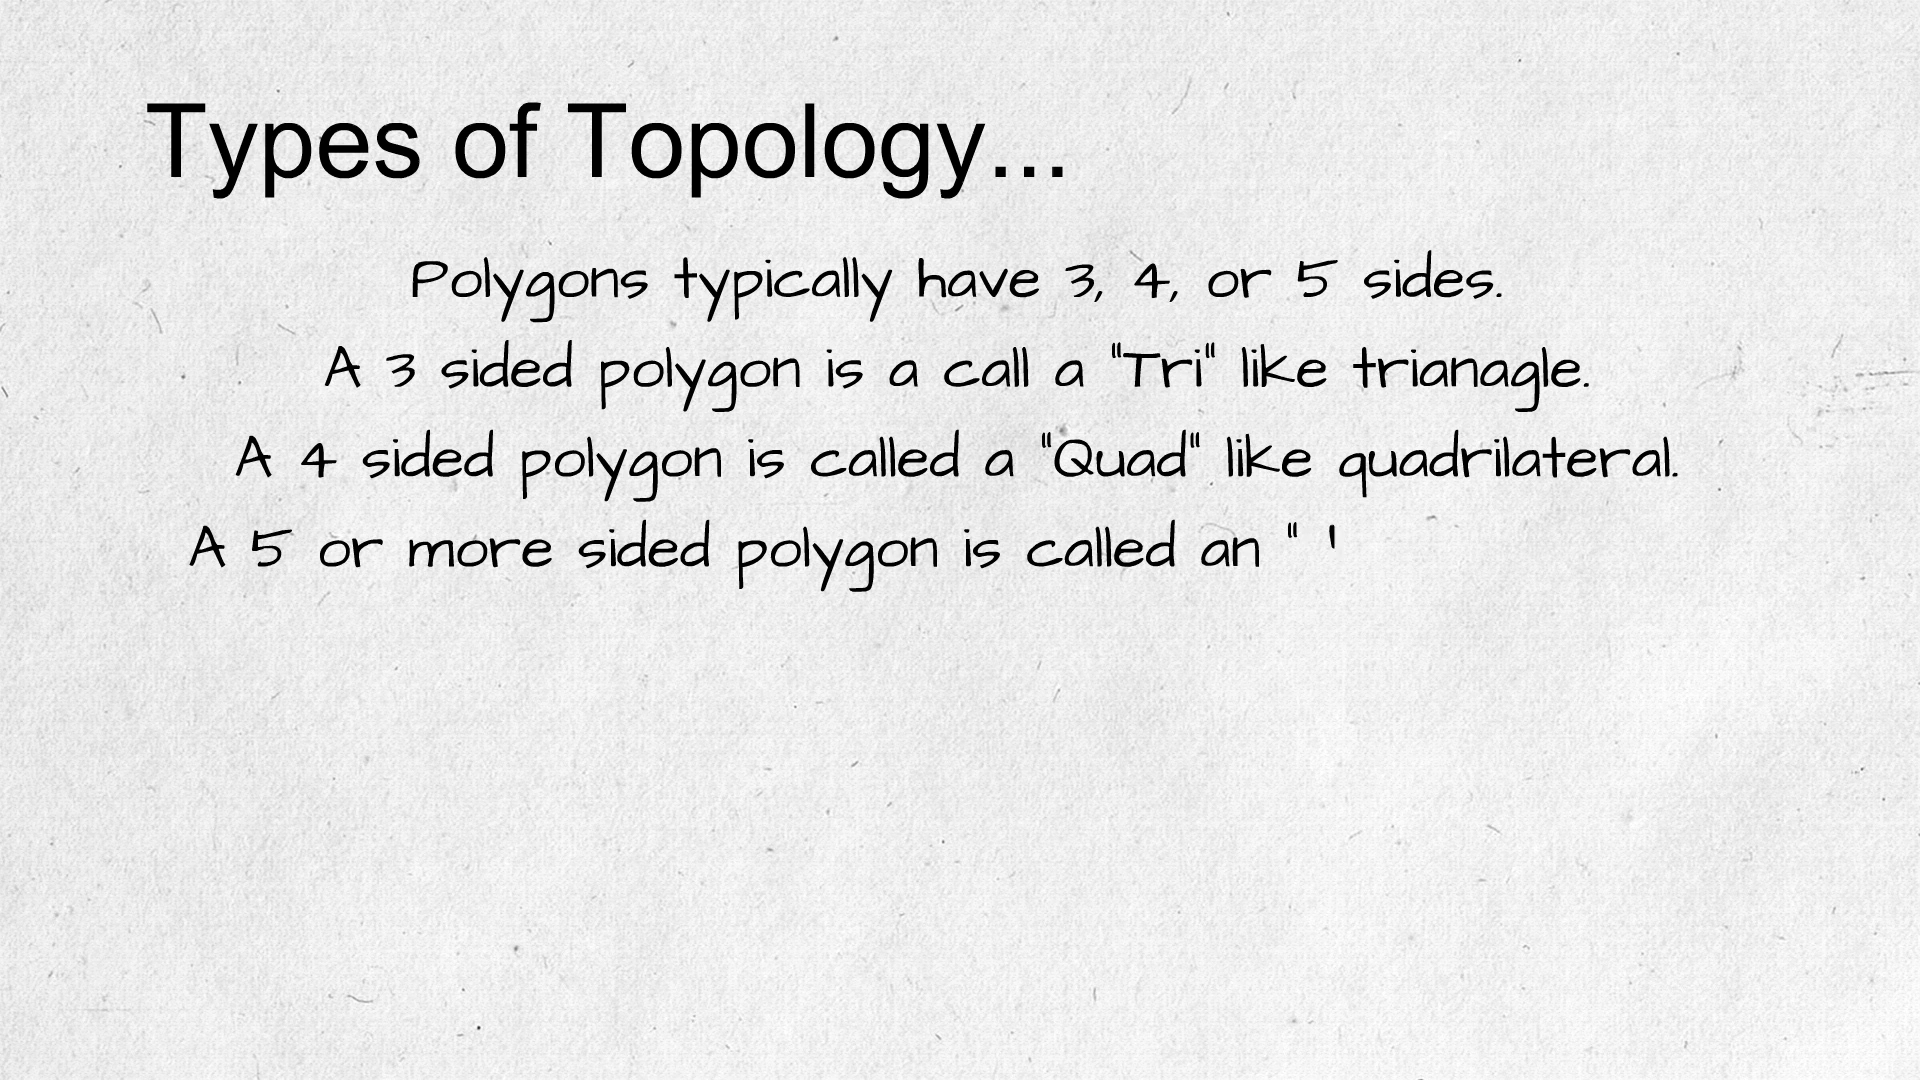 Types of Topology...
Polygons typically have 3, 4, or 5 sides.
A 3 sided polygon is a call a "Tri" like trianagle.
A 4 sided polygon is called a "Quad" like quadrilateral.
A 5 or more sided polygon is called an " '